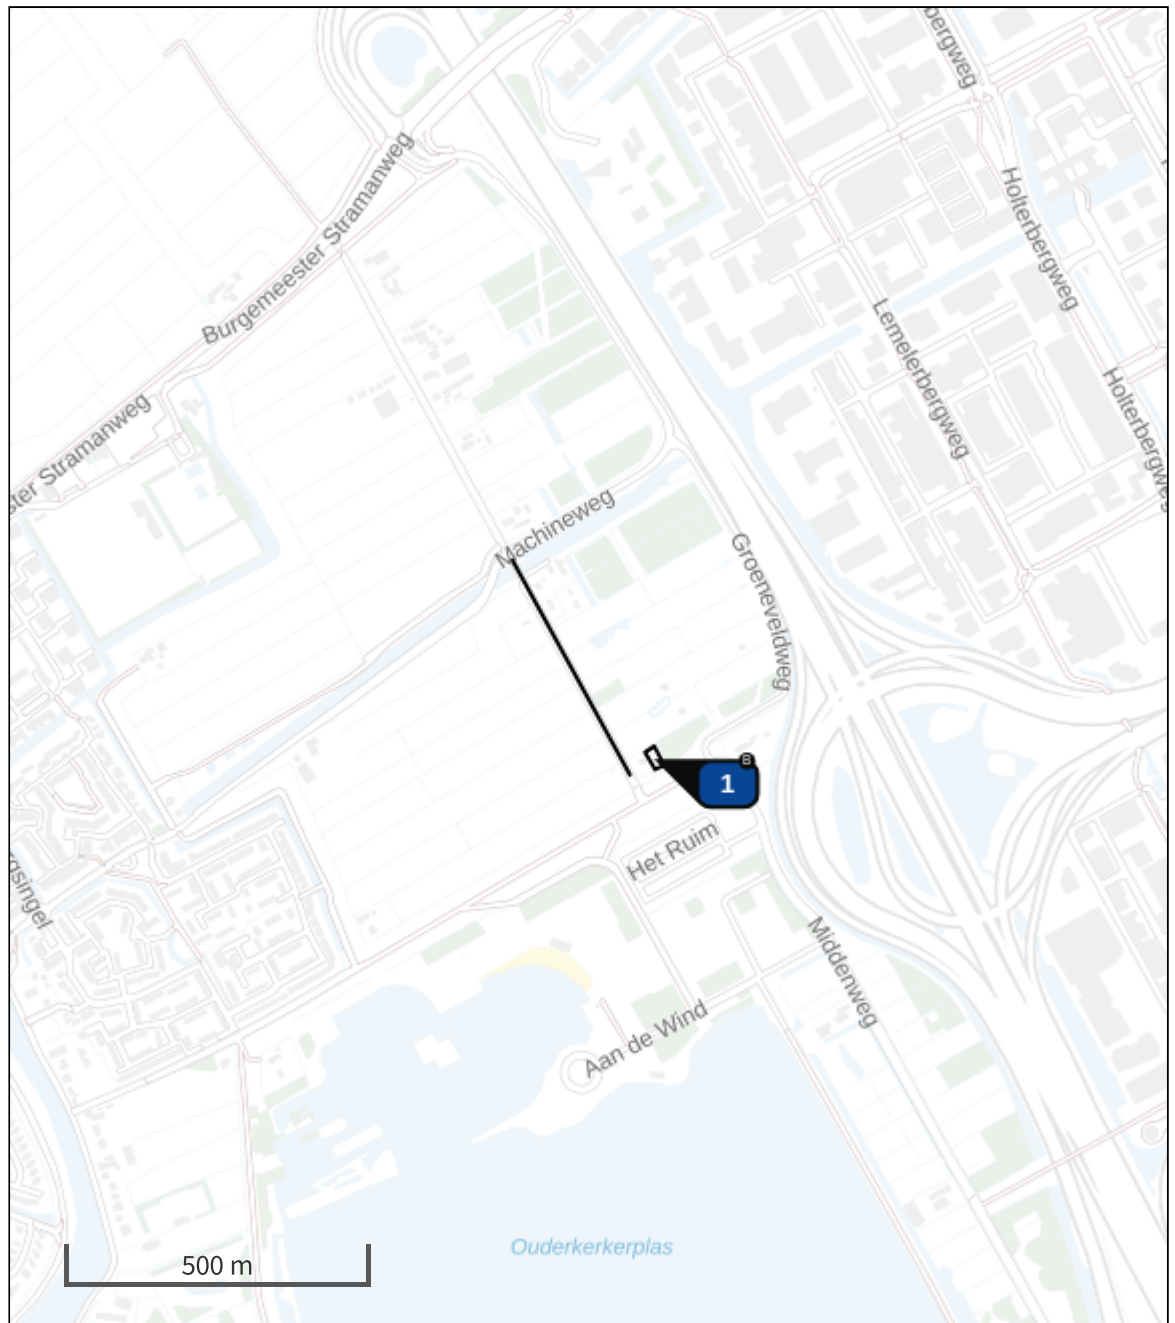 bergweg
Burgemeester Stramanweg
Holterbergweg
Lemelerbergweg
Holterbergweg
ster Stramanweg
Machineweg
Groeneveldweg
B
1
Het Ruim
rgsingel
Middenweg
Aan de Wind
Ouderkerkerplas
500 m